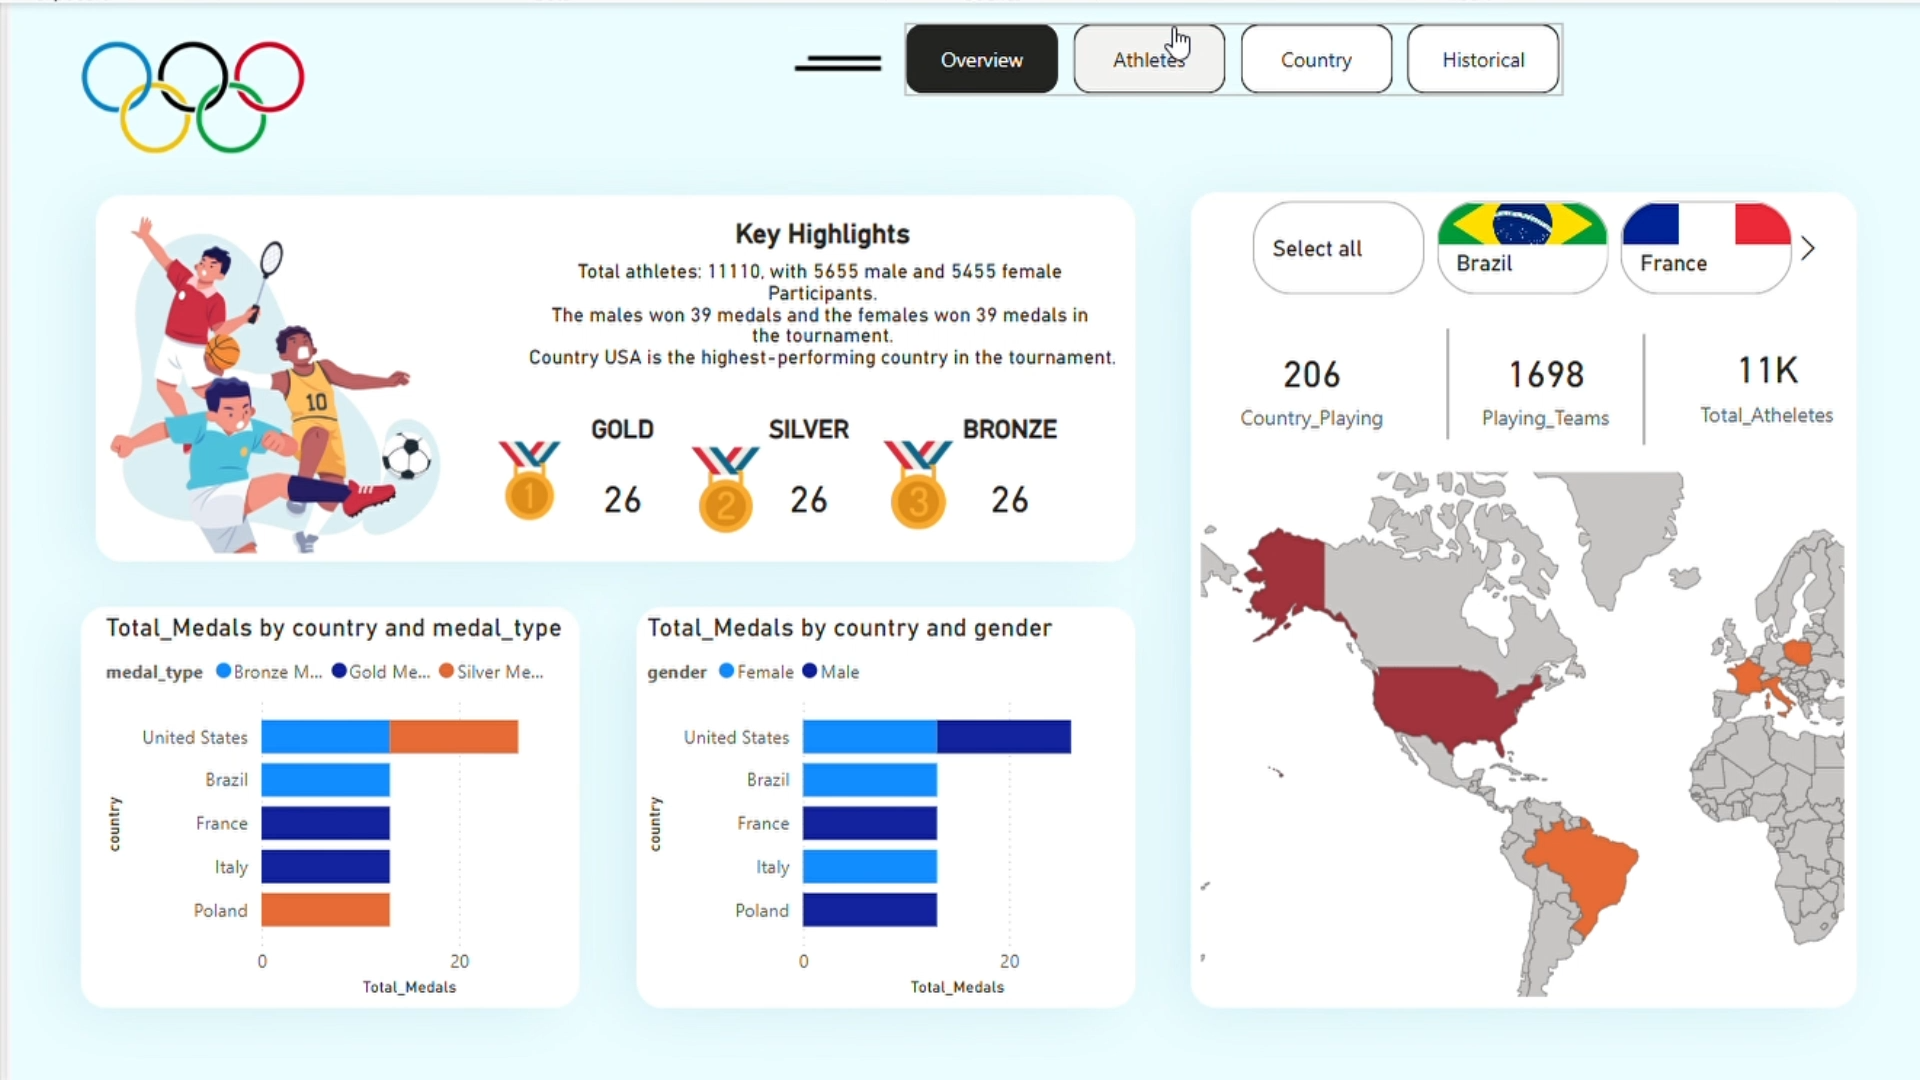 Overview
Athletes
Country
Historical
Key Highlights
Total athletes: 11110, with 5655 male and 5455 female
Participants.
The males won 39 medals and the females won 39 medals in
the tournament.
Country USA is the highest-performing country in the tournament.
10
GOLD
SILVER
BRONZE
1
26
2
26
3
26
Select all
Brazil
France
206
1698
11K
Country_Playing
Playing_Teams
Total_Atheletes
Total_Medals by country and medal_type
medal_type
Bronze M...
Gold Me...
Silver Me...
country
United States
Brazil
France
Italy
Poland
0
20
Total_Medals
Total_Medals by country and gender
gender
Female
Male
country
United States
Brazil
France
Italy
Poland
0
20
Total_Medals